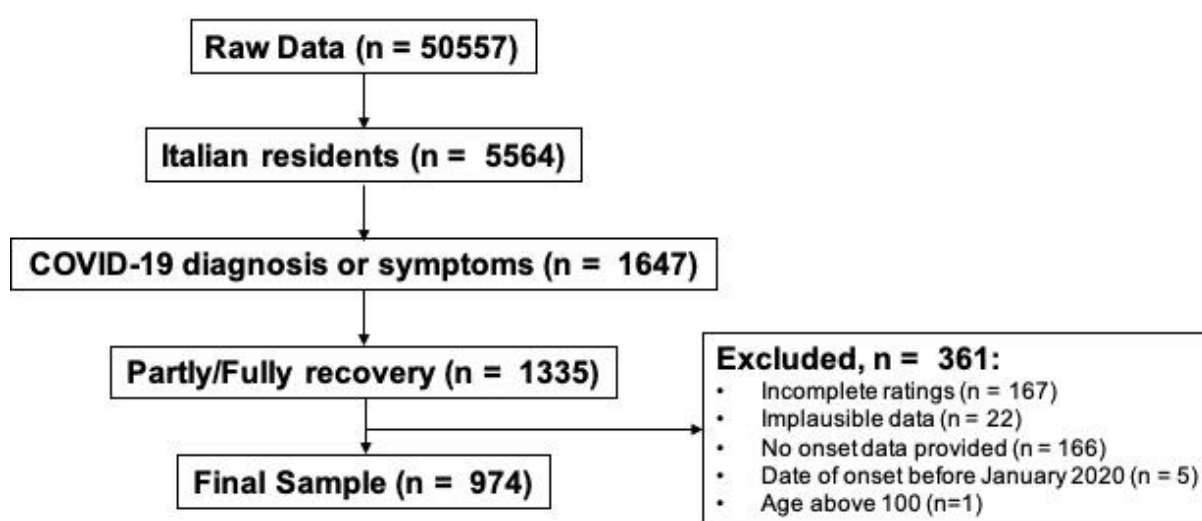 Raw Data (n = 50557)
Italian residents (n =  5564)
COVID-19 diagnosis or symptoms (n =  1647)
Partly/Fully recovery (n =  1335)
Excluded, n =  361:
• Incomplete ratings (n = 167)
• Implausible data (n = 22)
• No onset data provided (n = 166)
• Date of onset before January 2020 (n = 5)
• Age above 100 (n=1)
Final Sample (n =  974)